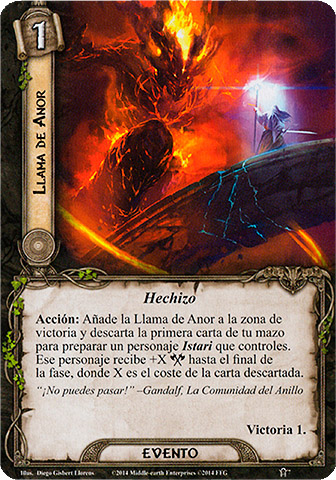 1
Llama de Anor
Hechizo
Acción: Añade la Llama de Anor a la zona de
victoria y descarta la primera carta de tu mazo
para preparar un personaje Istari que controles.
Ese personaje recibe +X hasta el final de
la fase, donde X es el coste de la carta descartada.
“¡No puedes pasar!” –Gandalf, La Comunidad del Anillo
Victoria 1.
EVENTO
Illus. Diego Gisbert Llorens
©2014 Middle-earth Enterprises ©2014 FFG